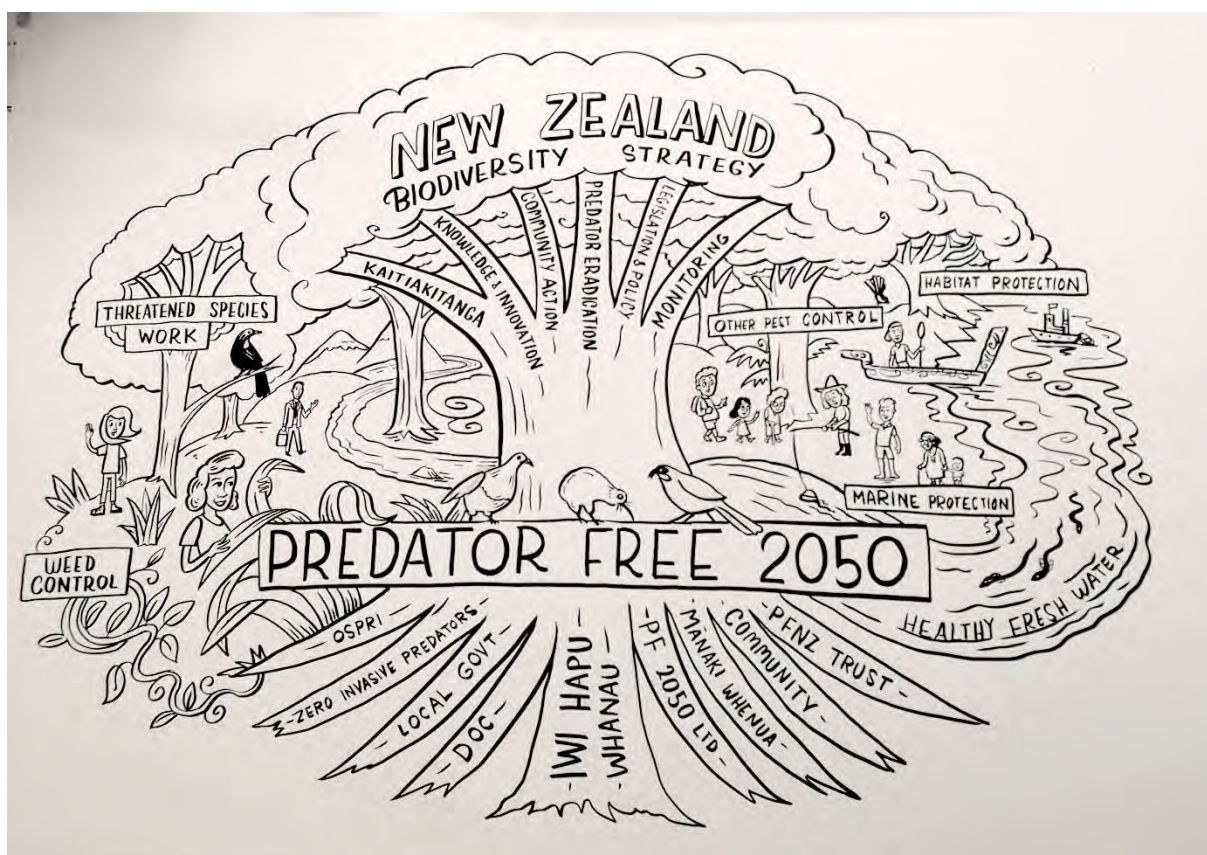 NEW ZEALAND
BIODIVERSITY STRATEGY
KAITIAKITANGA
KNOWLEDGE & INNOVATION
COMMUNITY ACTION
PREDATOR ERADICATION
LEGISLATION & POLICY
MONITORING
THREATENED SPECIES
WORK
OTHER PEST CONTROL
HABITAT PROTECTION
MARINE PROTECTION
WEED
CONTROL
PREDATOR FREE 2050
HEALTHY FRESH WATER
OSPRI
-ZERO INVASIVE PREDATORS-
-LOCAL GOVT-
-DOC-
-IWI HAPU-
-WHANAU-
-PF 2050 LTD-
MĀNAKI WHENUA-
COMMUNITY-
-PFNZ TRUST-